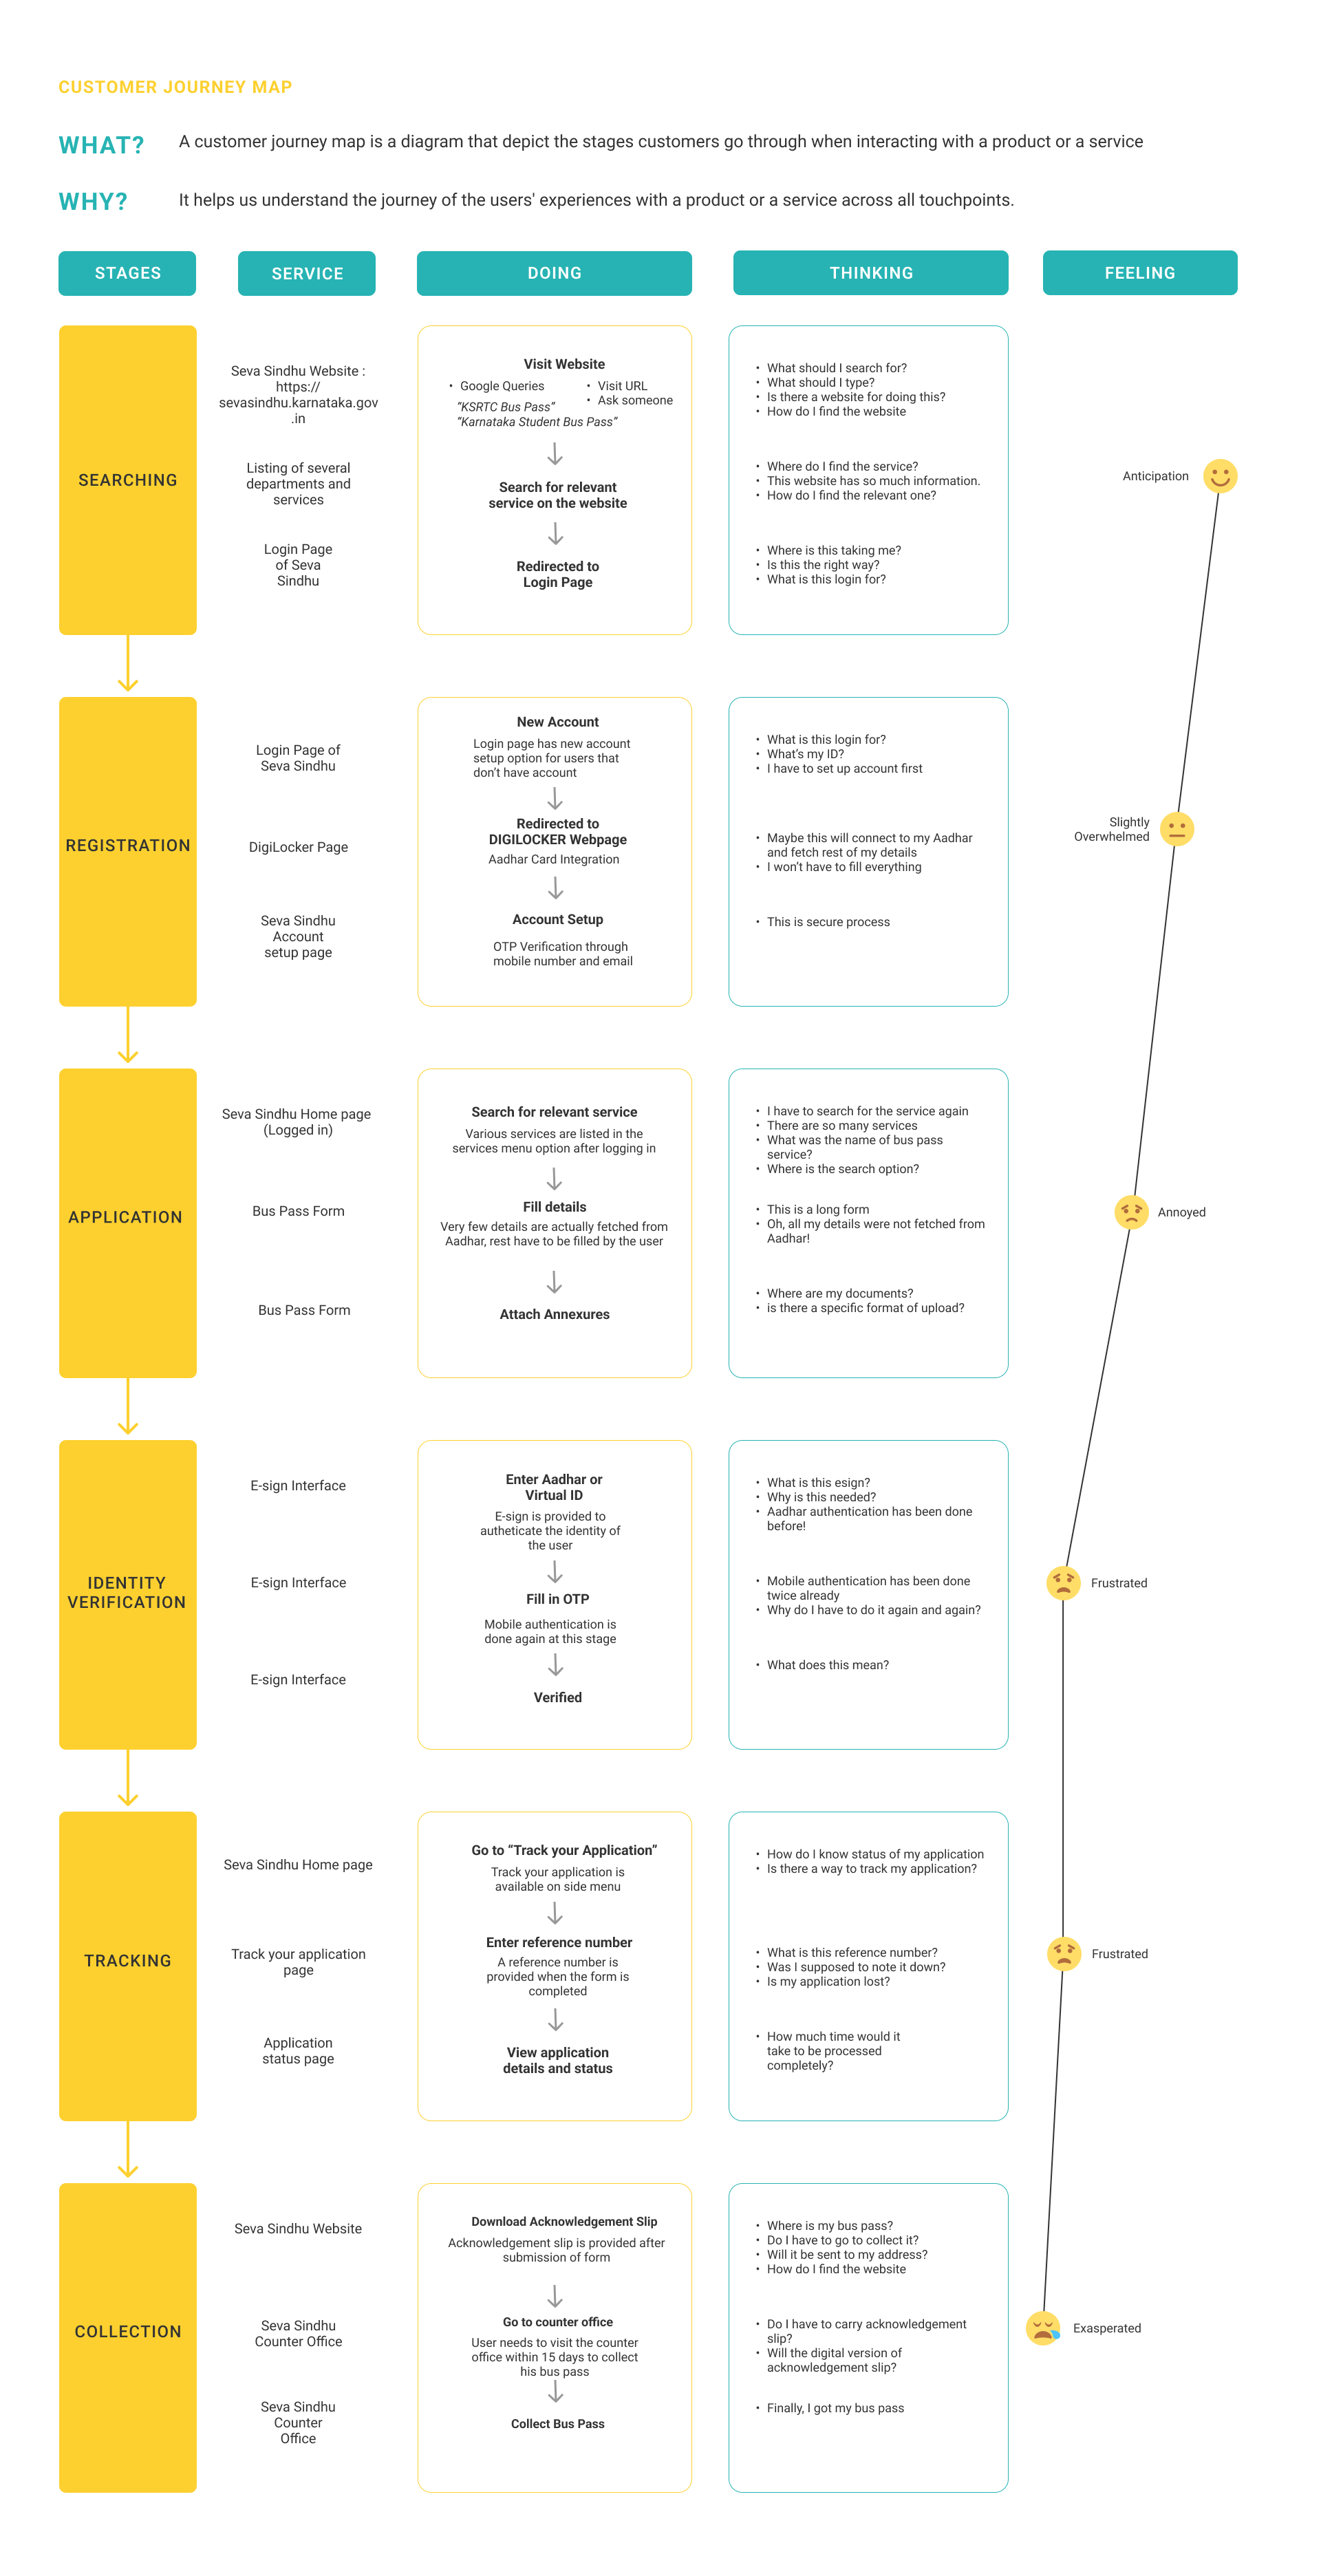 CUSTOMER JOURNEY MAP
WHAT?
A customer journey map is a diagram that depict the stages customers go through when interacting with a product or a service
WHY?
It helps us understand the journey of the users' experiences with a product or a service across all touchpoints.
STAGES
SERVICE
DOING
THINKING
FEELING
SEARCHING
Seva Sindhu Website :
https://
sevasindhu.karnataka.gov
.in
Listing of several
departments and
services
Login Page
of Seva
Sindhu
Visit Website
• Google Queries
“KSRTC Bus Pass”
“Karnataka Student Bus Pass”
• Visit URL
• Ask someone
Search for relevant
service on the website
Redirected to
Login Page
• What should I search for?
• What should I type?
• Is there a website for doing this?
• How do I find the website
• Where do I find the service?
• This website has so much information.
• How do I find the relevant one?
• Where is this taking me?
• Is this the right way?
• What is this login for?
Anticipation
REGISTRATION
Login Page of
Seva Sindhu
DigiLocker Page
Seva Sindhu
Account
setup page
New Account
Login page has new account
setup option for users that
don’t have account
Redirected to
DIGILOCKER Webpage
Aadhar Card Integration
Account Setup
OTP Verification through
mobile number and email
• What is this login for?
• What’s my ID?
• I have to set up account first
• Maybe this will connect to my Aadhar
and fetch rest of my details
• I won’t have to fill everything
• This is secure process
Slightly
Overwhelmed
APPLICATION
Seva Sindhu Home page
(Logged in)
Bus Pass Form
Bus Pass Form
Search for relevant service
Various services are listed in the
services menu option after logging in
Fill details
Very few details are actually fetched from
Aadhar, rest have to be filled by the user
Attach Annexures
• I have to search for the service again
• There are so many services
• What was the name of bus pass
service?
• Where is the search option?
• This is a long form
• Oh, all my details were not fetched from
Aadhar!
• Where are my documents?
• is there a specific format of upload?
Annoyed
IDENTITY
VERIFICATION
E-sign Interface
E-sign Interface
E-sign Interface
Enter Aadhar or
Virtual ID
E-sign is provided to
autheticate the identity of
the user
Fill in OTP
Mobile authentication is
done again at this stage
Verified
• What is this esign?
• Why is this needed?
• Aadhar authentication has been done
before!
• Mobile authentication has been done
twice already
• Why do I have to do it again and again?
• What does this mean?
Frustrated
TRACKING
Seva Sindhu Home page
Track your application
page
Application
status page
Go to “Track your Application”
Track your application is
available on side menu
Enter reference number
A reference number is
provided when the form is
completed
View application
details and status
• How do I know status of my application
• Is there a way to track my application?
• What is this reference number?
• Was I supposed to note it down?
• Is my application lost?
• How much time would it
take to be processed
completely?
Frustrated
COLLECTION
Seva Sindhu Website
Seva Sindhu
Counter Office
Seva Sindhu
Counter
Office
Download Acknowledgement Slip
Acknowledgement slip is provided after
submission of form
Go to counter office
User needs to visit the counter
office within 15 days to collect
his bus pass
Collect Bus Pass
• Where is my bus pass?
• Do I have to go to collect it?
• Will it be sent to my address?
• How do I find the website
• Do I have to carry acknowledgement
slip?
• Will the digital version of
acknowledgement slip?
• Finally, I got my bus pass
Exasperated